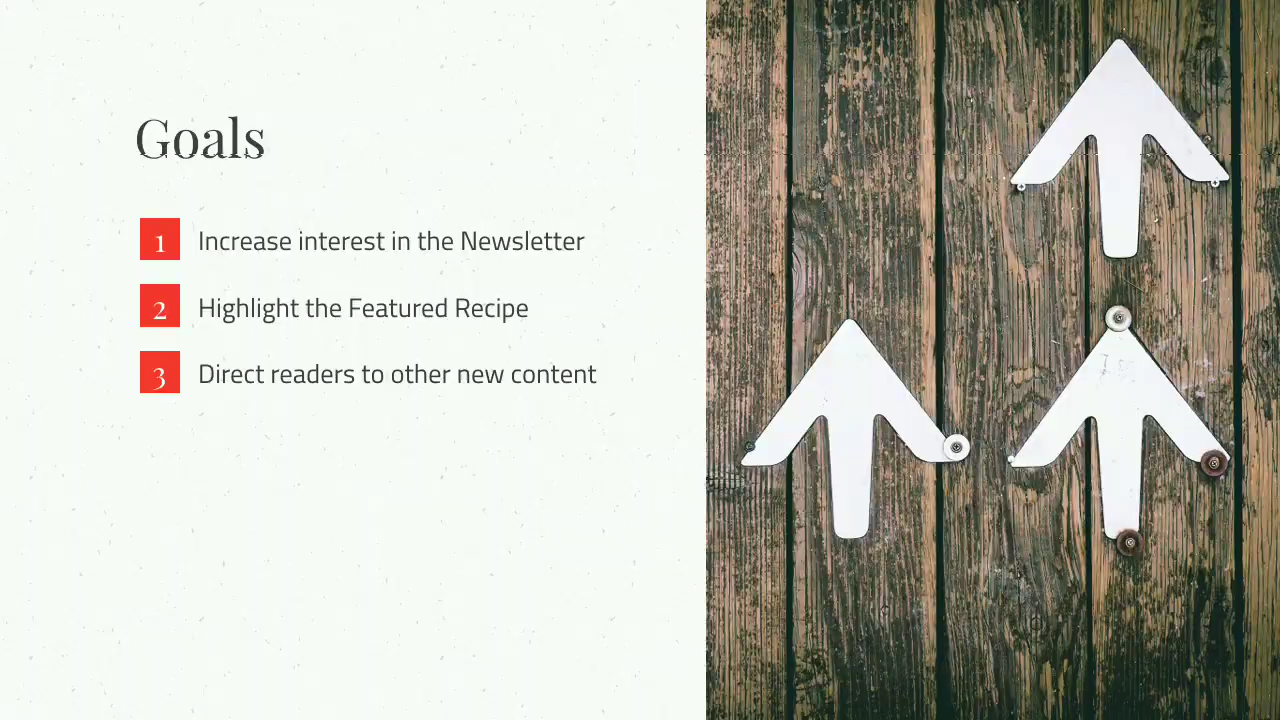 Goals
1 Increase interest in the Newsletter
2 Highlight the Featured Recipe
3 Direct readers to other new content